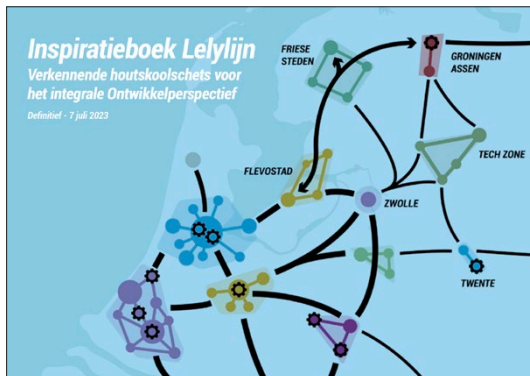 Inspiratieboek Lelylijn
Verkennende houtskoolschets voor
het integrale Ontwikkelperspectief
Definitief - 7 juli 2023
FRIESE
STEDEN
GRONINGEN
ASSEN
TECH ZONE
FLEVOSTAD
ZWOLLE
TWENTE